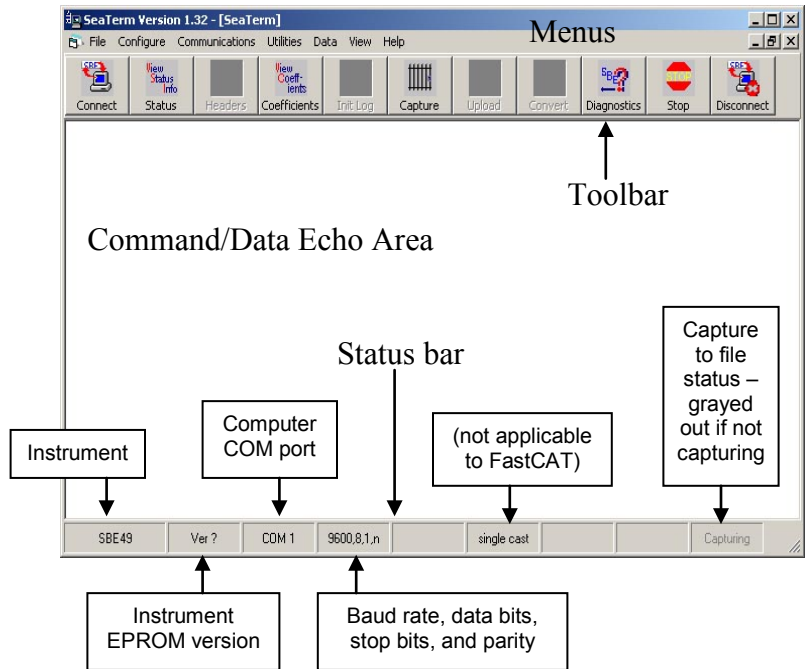 SeaTerm Version 1.32 - [SeaTerm]
File Configure Communications Utilities Data View Help
Menus
SBE
View Status Info
View Coeff- ients
SBE ?
STOP
SBE
Connect Status Headers Coefficients Init Log Capture Upload Convert Diagnostics Stop Disconnect
Toolbar
Command/Data Echo Area
Status bar
Capture
to file
status –
grayed
out if not
capturing
Computer
COM port
(not applicable
to FastCAT)
Instrument
SBE49 Ver ? COM 1 9600,8,1,n single cast Capturing
Instrument
EPROM version
Baud rate, data bits,
stop bits, and parity